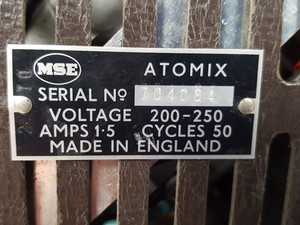 MSE ATOMIX
SERIAL Nº
VOLTAGE 200-250
AMPS 1·5 CYCLES 50
MADE IN ENGLAND